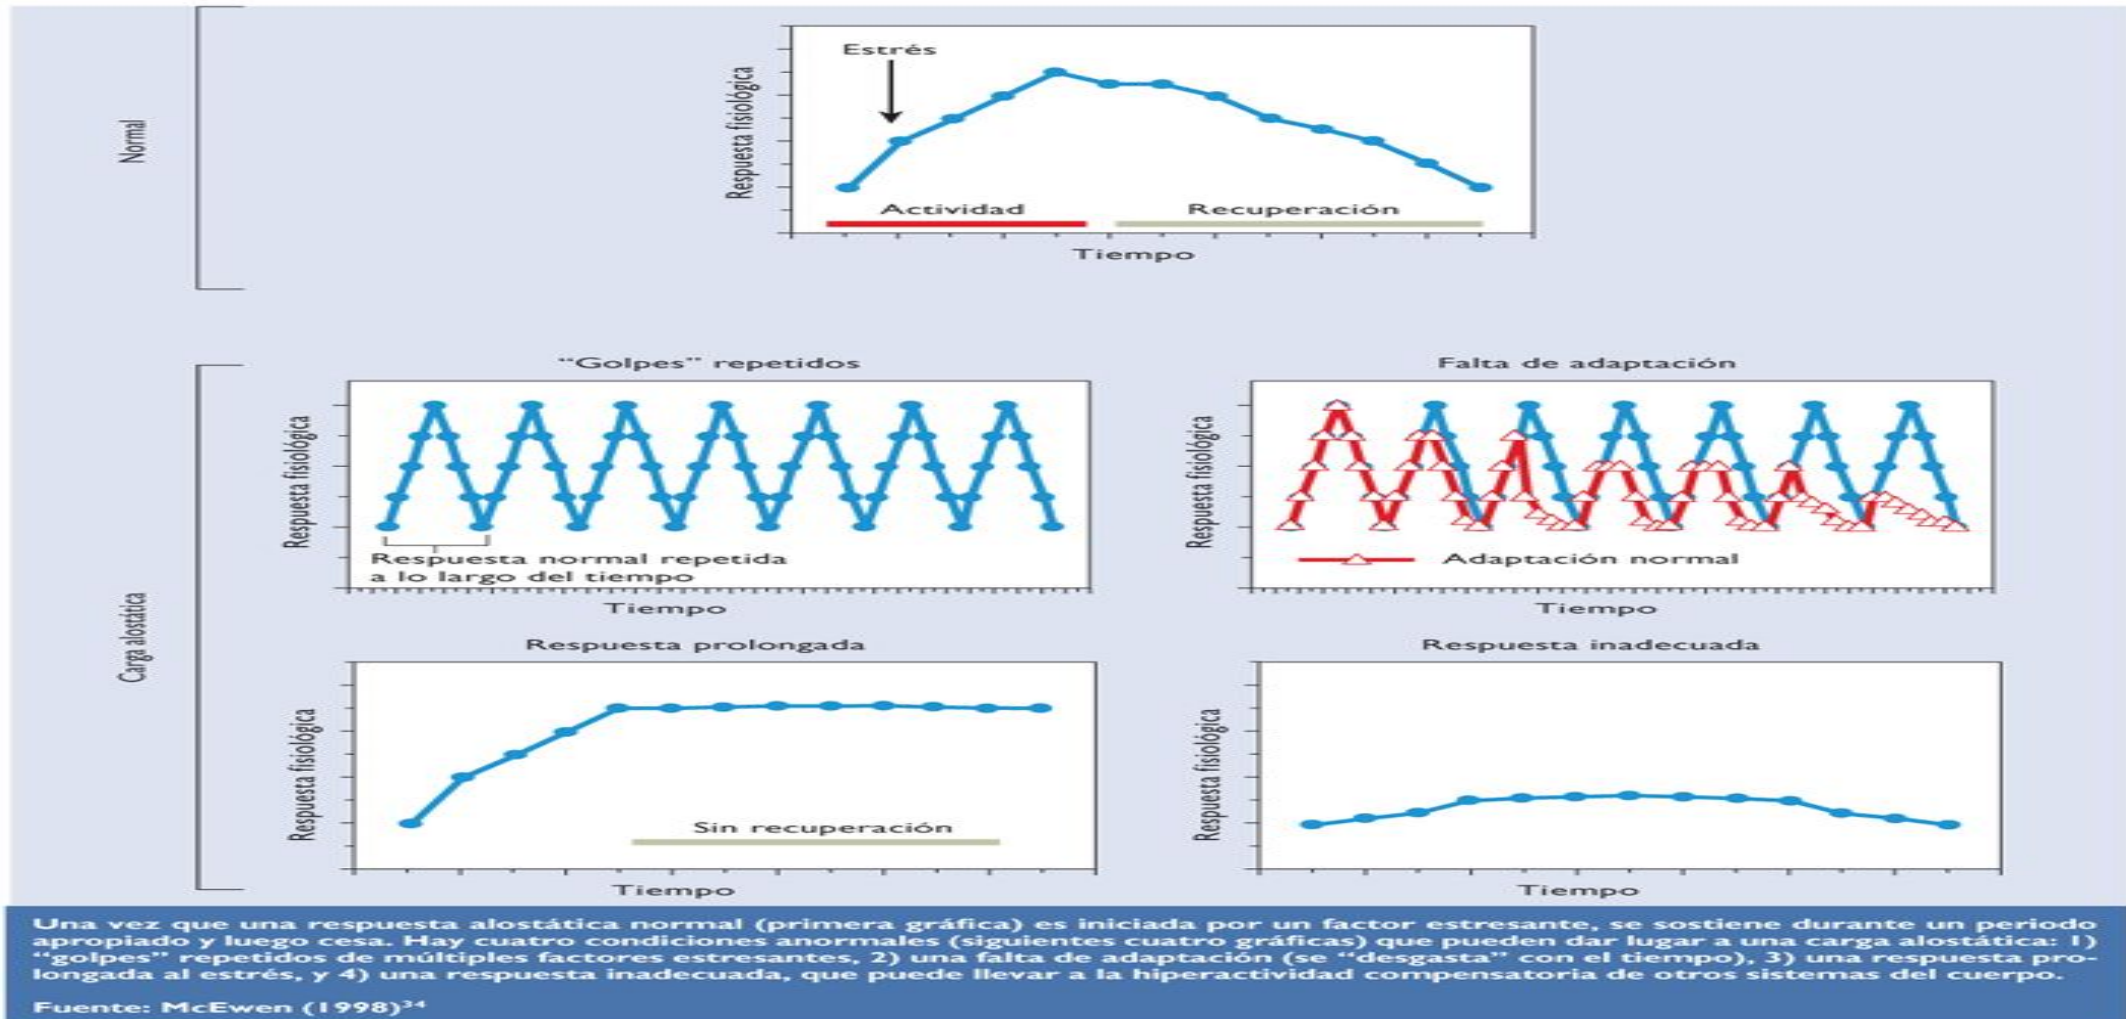 Normal
Respuesta fisiológica
Estrés
Actividad
Recuperación
Tiempo
Carga alostática
“Golpes” repetidos
Respuesta fisiológica
Respuesta normal repetida
a lo largo del tiempo
Tiempo
Falta de adaptación
Respuesta fisiológica
Adaptación normal
Tiempo
Respuesta prolongada
Respuesta fisiológica
Sin recuperación
Tiempo
Respuesta inadecuada
Respuesta fisiológica
Tiempo
Una vez que una respuesta alostática normal (primera gráfica) es iniciada por un factor estresante, se sostiene durante un periodo
apropiado y luego cesa. Hay cuatro condiciones anormales (siguientes cuatro gráficas) que pueden dar lugar a una carga alostática: 1)
“golpes” repetidos de múltiples factores estresantes, 2) una falta de adaptación (se “desgasta” con el tiempo), 3) una respuesta pro-
longada al estrés, y 4) una respuesta inadecuada, que puede llevar a la hiperactividad compensatoria de otros sistemas del cuerpo.
Fuente: McEwen (1998)³⁴